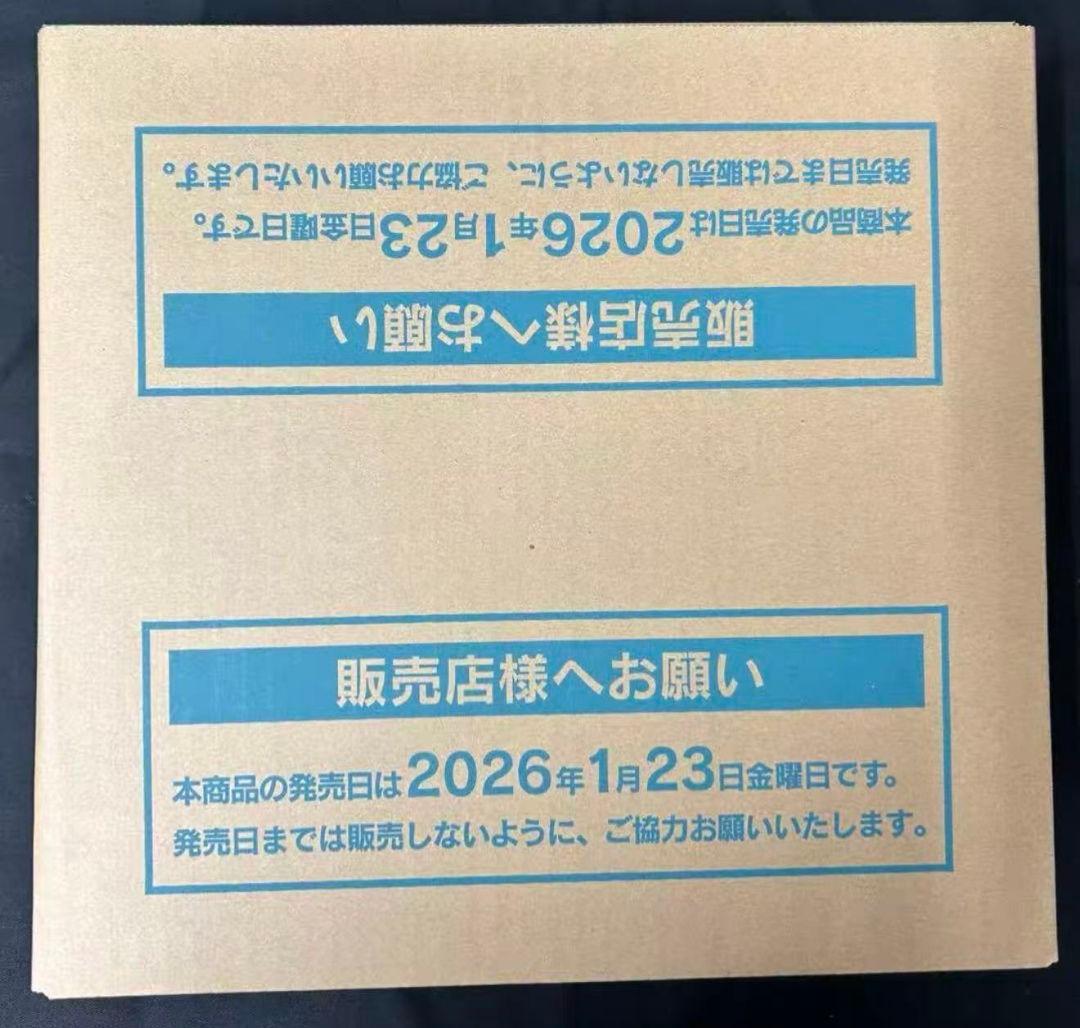 販売店様へお願い
本商品の発売日は2026年1月23日金曜日です。
発売日までは販売しないように、ご協力お願いいたします。
販売店様へお願い
本商品の発売日は2026年1月23日金曜日です。
発売日までは販売しないように、ご協力お願いいたします。